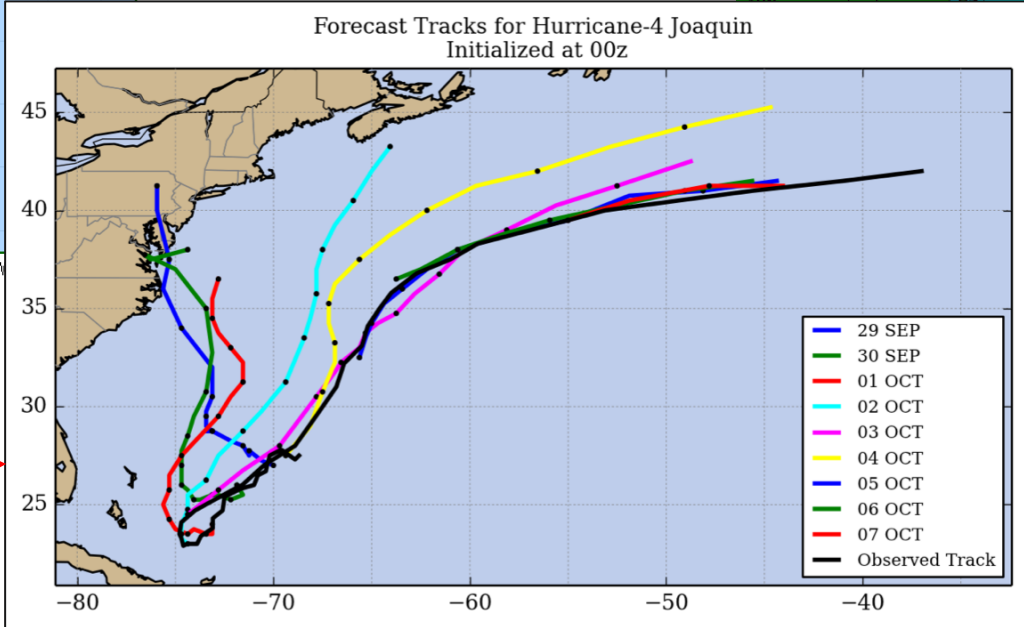 Forecast Tracks for Hurricane-4 Joaquin
Initialized at 00z
45
40
35
30
25
−80 −70 −60 −50 −40
29 SEP
30 SEP
01 OCT
02 OCT
03 OCT
04 OCT
05 OCT
06 OCT
07 OCT
Observed Track